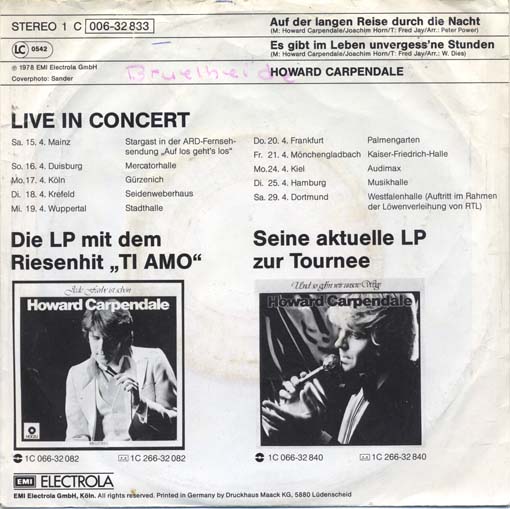 STEREO 1 C 006-32 833
LC 0542
℗ 1978 EMI Electrola GmbH
Coverphoto: Sander
Auf der langen Reise durch die Nacht
(M: Howard Carpendale/Joachim Horn/T: Fred Jay/Arr.: Peter Power)
Es gibt im Leben unvergess'ne Stunden
(M: Howard Carpendale/Joachim Horn/T: Fred Jay/Arr.: W. Dies)
HOWARD CARPENDALE
LIVE IN CONCERT
Sa. 15. 4. Mainz Stargast in der ARD-Fernseh-
sendung „Auf los geht's los"
So. 16. 4. Duisburg Mercatorhalle
Mo. 17. 4. Köln Gürzenich
Di. 18. 4. Krefeld Seidenweberhaus
Mi. 19. 4. Wuppertal Stadthalle
Do. 20. 4. Frankfurt Palmengarten
Fr. 21. 4. Mönchengladbach Kaiser-Friedrich-Halle
Mo. 24. 4. Kiel Audimax
Di. 25. 4. Hamburg Musikhalle
Sa. 29. 4. Dortmund Westfalenhalle (Auftritt im Rahmen
der Löwenverleihung von RTL)
Die LP mit dem
Riesenhit „TI AMO"
Seine aktuelle LP
zur Tournee
Howard Carpendale
Howard Carpendale
1C 066-32 082 1C 266-32 082
1C 066-32 840 1C 266-32 840
EMI ELECTROLA
EMI Electrola GmbH, Köln. All rights reserved. Printed in Germany by Druckhaus Maack KG, 5880 Lüdenscheid